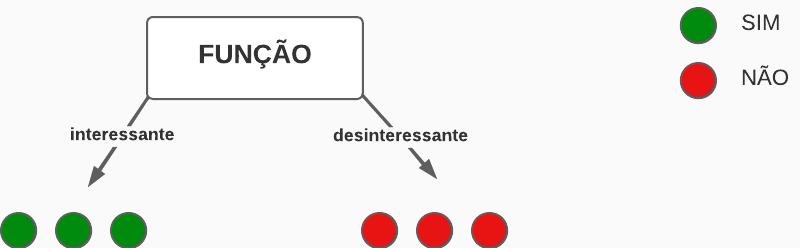 FUNÇÃO
SIM
NÃO
interessante
desinteressante